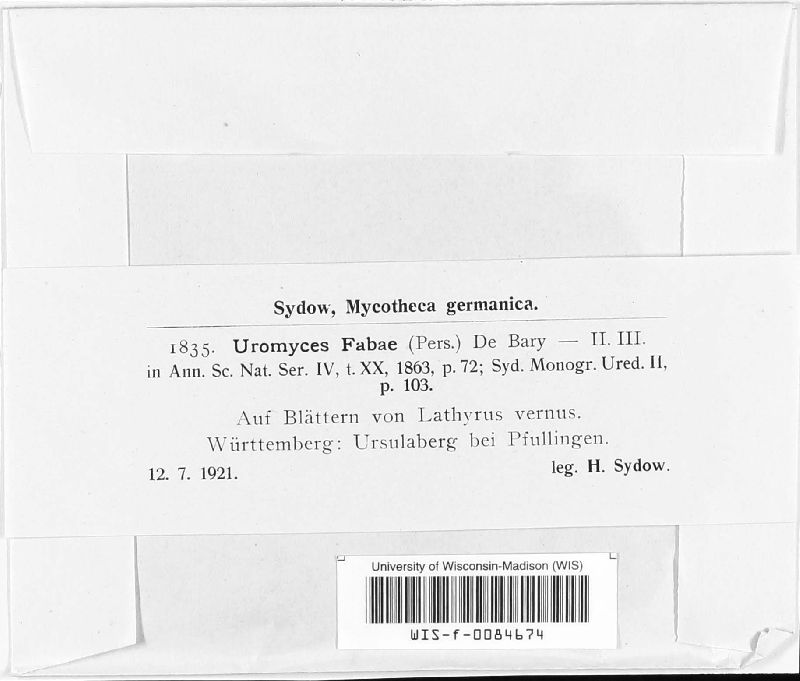 Sydow, Mycotheca germanica.
1835. Uromyces Fabae (Pers.) De Bary — II. III.
in Ann. Sc. Nat. Ser. IV, t. XX, 1863, p. 72; Syd. Monogr. Ured. II,
p. 103.
Auf Blättern von Lathyrus vernus.
Württemberg: Ursulaberg bei Pfullingen.
12. 7. 1921. leg. H. Sydow.
University of Wisconsin-Madison (WIS)
WIS-f-0084674